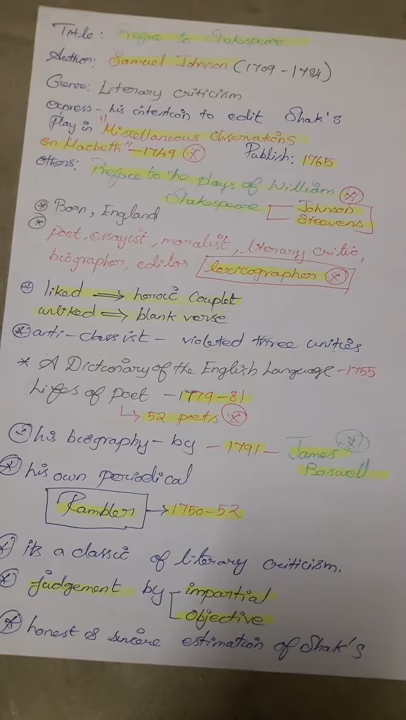 Title: Preface to Shakespeare
Author: Samuel Johnson (1709-1784)
Genre: Literary criticism
express - his intention to edit Shak's
play in "Miscellaneous Observations
on Macbeth" - 1749 Publish: 1765
others: Preface to the plays of William
Shakespeare Johnson
Steevens
Born, England
poet, essayist, moralist, literary critic,
biographer, editor lexicographer
liked ⟹ horoic Couplet
unliked ⟹ blank verse
anti-classist - violated three unities
* A Dictionary of the English Language - 1755
Lifes of poet - 1779-81
↳ 52 poets
his biography - by - 1791 - James
Boswell
his own periodical
Rambler → 1750-52
its a classic of literary criticism.
judgement by impartial
objective
honest & sincere estimation of Shak's